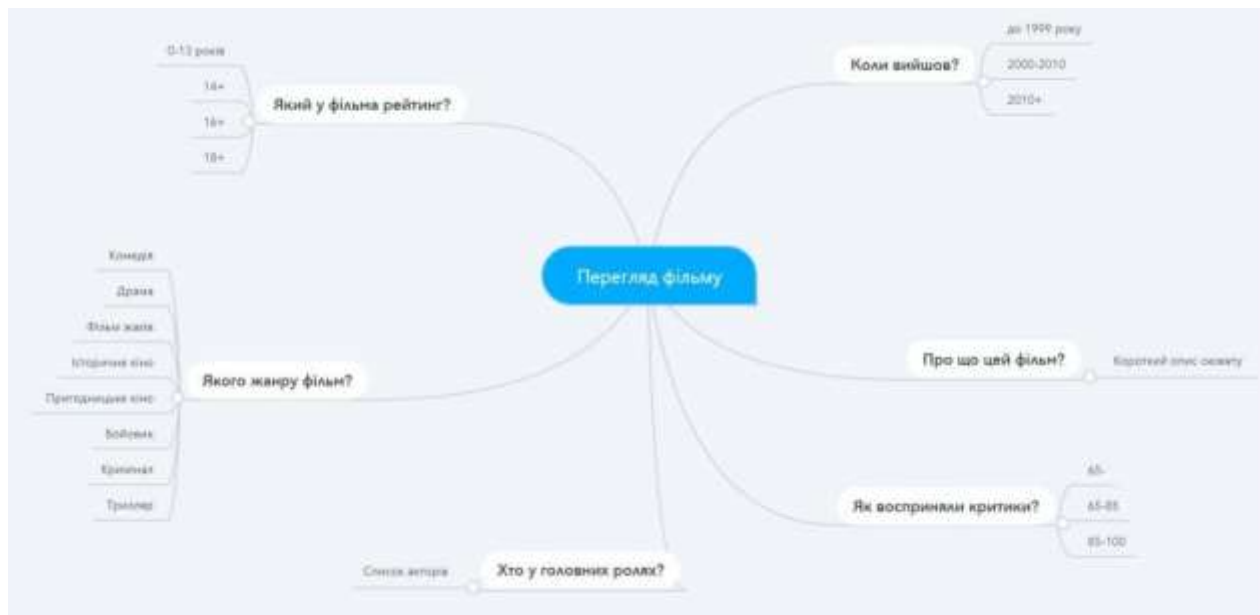 Перегляд фільму
Який у фільма рейтинг?
0-13 років
16+
18+
Якого жанру фільм?
Комедія
Драма
Фільм жахів
Історичне кіно
Пригодницьке кіно
Бойовик
Кримінал
Триллер
Хто у головних ролях?
Список акторів
Коли вийшов?
до 1999 року
2000-2010
2010+
Про що цей фільм?
Короткий опис сюжету
Як восприняли критики?
65-
65-85
85-100